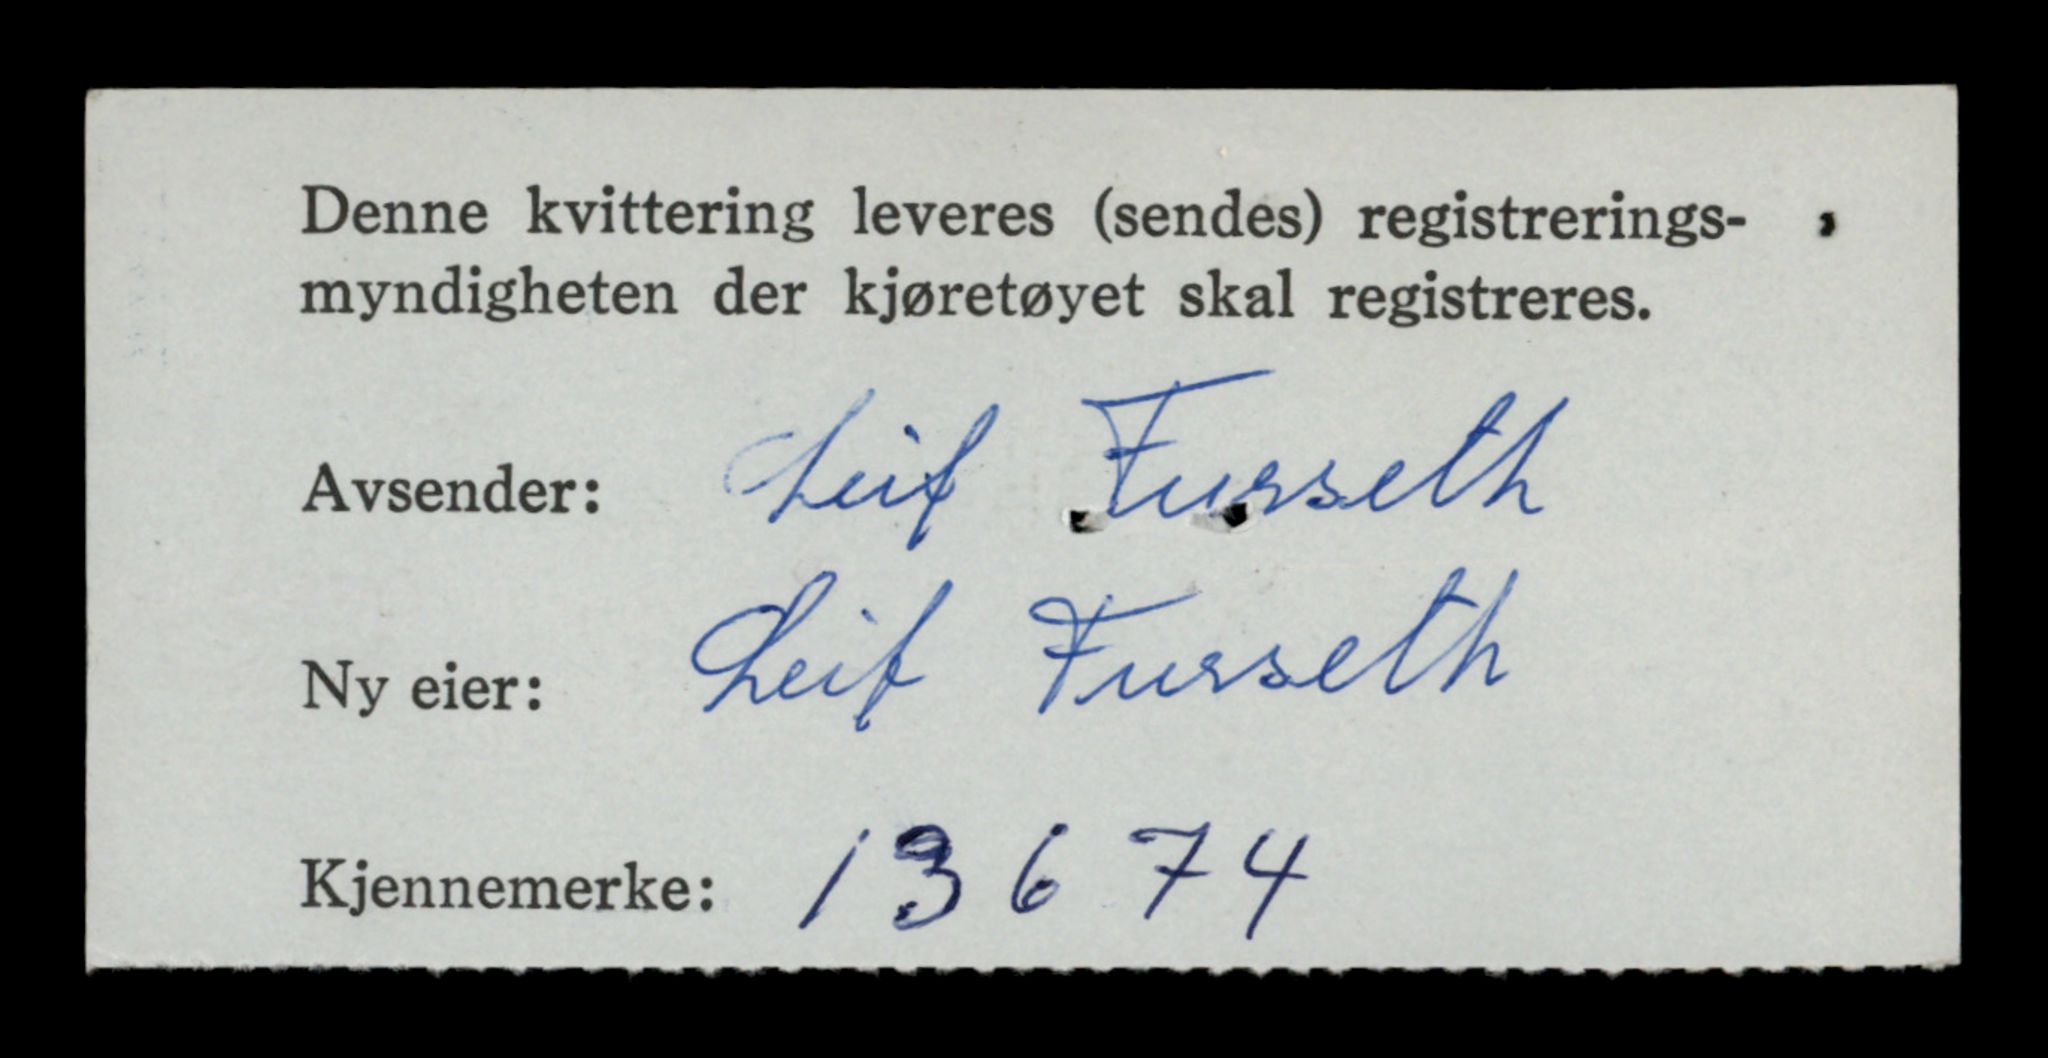 Denne kvittering leveres (sendes) registrerings-
myndigheten der kjøretøyet skal registreres.
Avsender: Leif Furseth
Ny eier: Leif Furseth
Kjennemerke: 13674